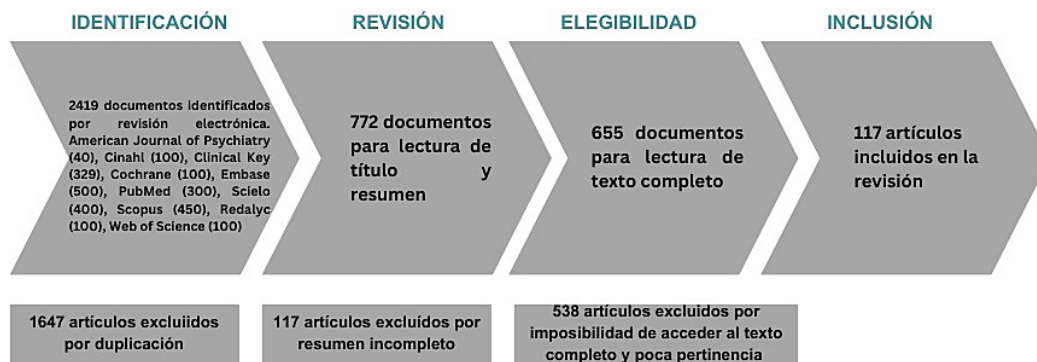 IDENTIFICACIÓN
REVISIÓN
ELEGIBILIDAD
INCLUSIÓN
2419 documentos identificados
por revisión electrónica.
American Journal of Psychiatry
(40), Cinahl (100), Clinical Key
(329), Cochrane (100), Embase
(500), PubMed (300), Scielo
(400), Scopus (450), Redalyc
(100), Web of Science (100)
772 documentos
para lectura de
título y
resumen
655 documentos
para lectura de
texto completo
117 artículos
incluidos en la
revisión
1647 artículos excluiidos
por duplicación
117 artículos excluídos por
resumen incompleto
538 artículos excluidos por
imposibilidad de acceder al texto
completo y poca pertinencia